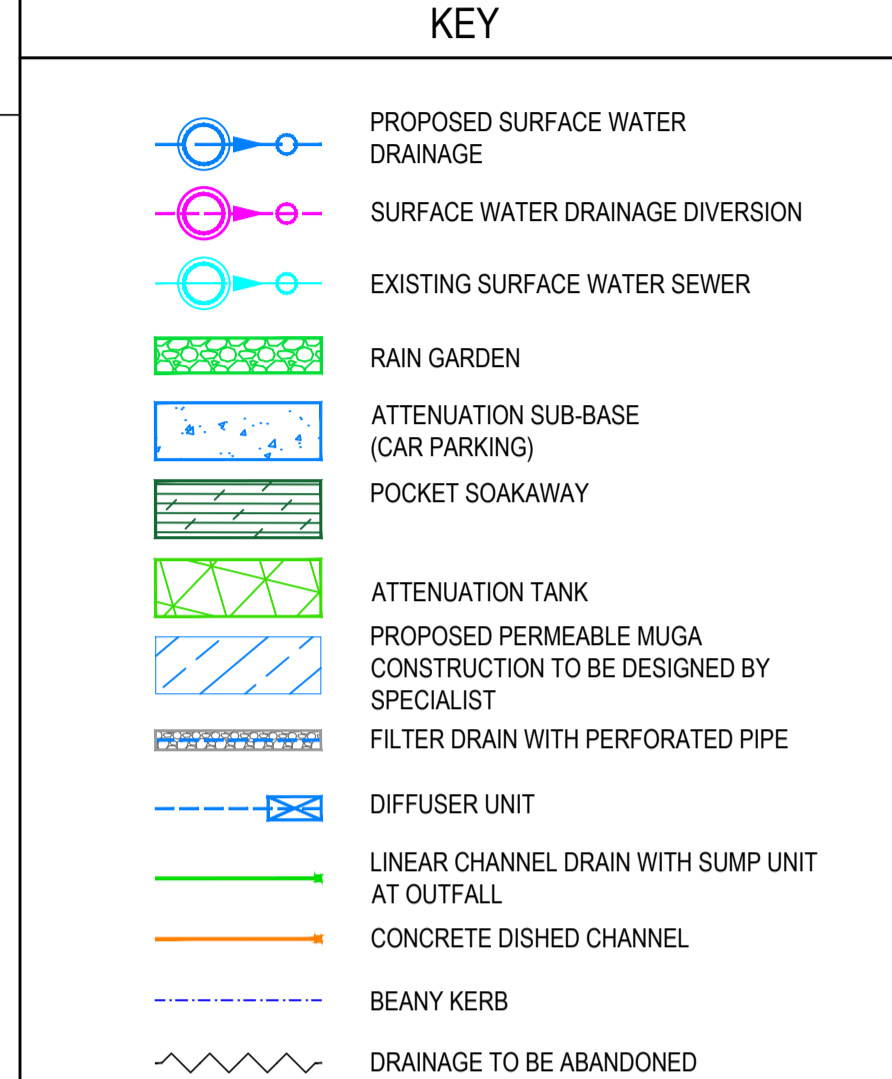 KEY
PROPOSED SURFACE WATER
DRAINAGE
SURFACE WATER DRAINAGE DIVERSION
EXISTING SURFACE WATER SEWER
RAIN GARDEN
ATTENUATION SUB-BASE
(CAR PARKING)
POCKET SOAKAWAY
ATTENUATION TANK
PROPOSED PERMEABLE MUGA
CONSTRUCTION TO BE DESIGNED BY
SPECIALIST
FILTER DRAIN WITH PERFORATED PIPE
DIFFUSER UNIT
LINEAR CHANNEL DRAIN WITH SUMP UNIT
AT OUTFALL
CONCRETE DISHED CHANNEL
BEANY KERB
DRAINAGE TO BE ABANDONED